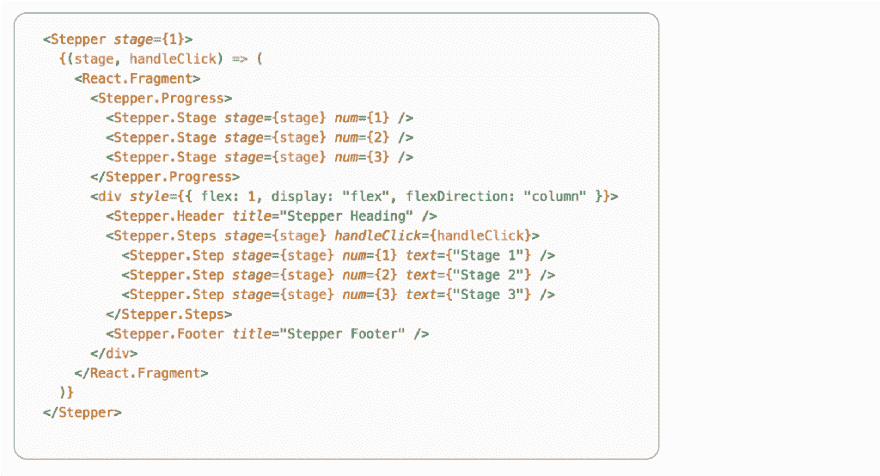 <Stepper stage={1}>
  {(stage, handleClick) => (
    <React.Fragment>
      <Stepper.Progress>
        <Stepper.Stage stage={stage} num={1} />
        <Stepper.Stage stage={stage} num={2} />
        <Stepper.Stage stage={stage} num={3} />
      </Stepper.Progress>
      <div style={{ flex: 1, display: "flex", flexDirection: "column" }}>
        <Stepper.Header title="Stepper Heading" />
        <Stepper.Steps stage={stage} handleClick={handleClick}>
          <Stepper.Step stage={stage} num={1} text={"Stage 1"} />
          <Stepper.Step stage={stage} num={2} text={"Stage 2"} />
          <Stepper.Step stage={stage} num={3} text={"Stage 3"} />
        </Stepper.Steps>
        <Stepper.Footer title="Stepper Footer" />
      </div>
    </React.Fragment>
  )}
</Stepper>